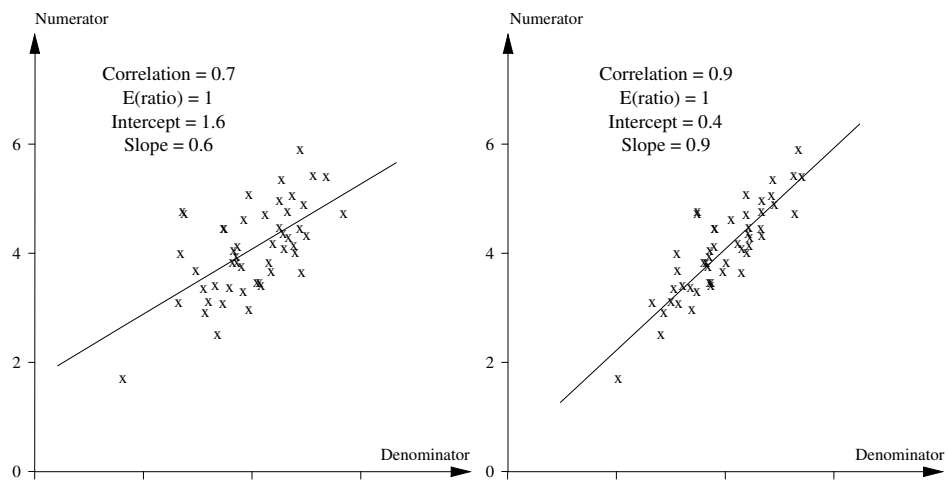 Numerator
Correlation = 0.7
E(ratio) = 1
Intercept = 1.6
Slope = 0.6
6
4
2
0
Denominator
Numerator
Correlation = 0.9
E(ratio) = 1
Intercept = 0.4
Slope = 0.9
6
4
2
0
Denominator